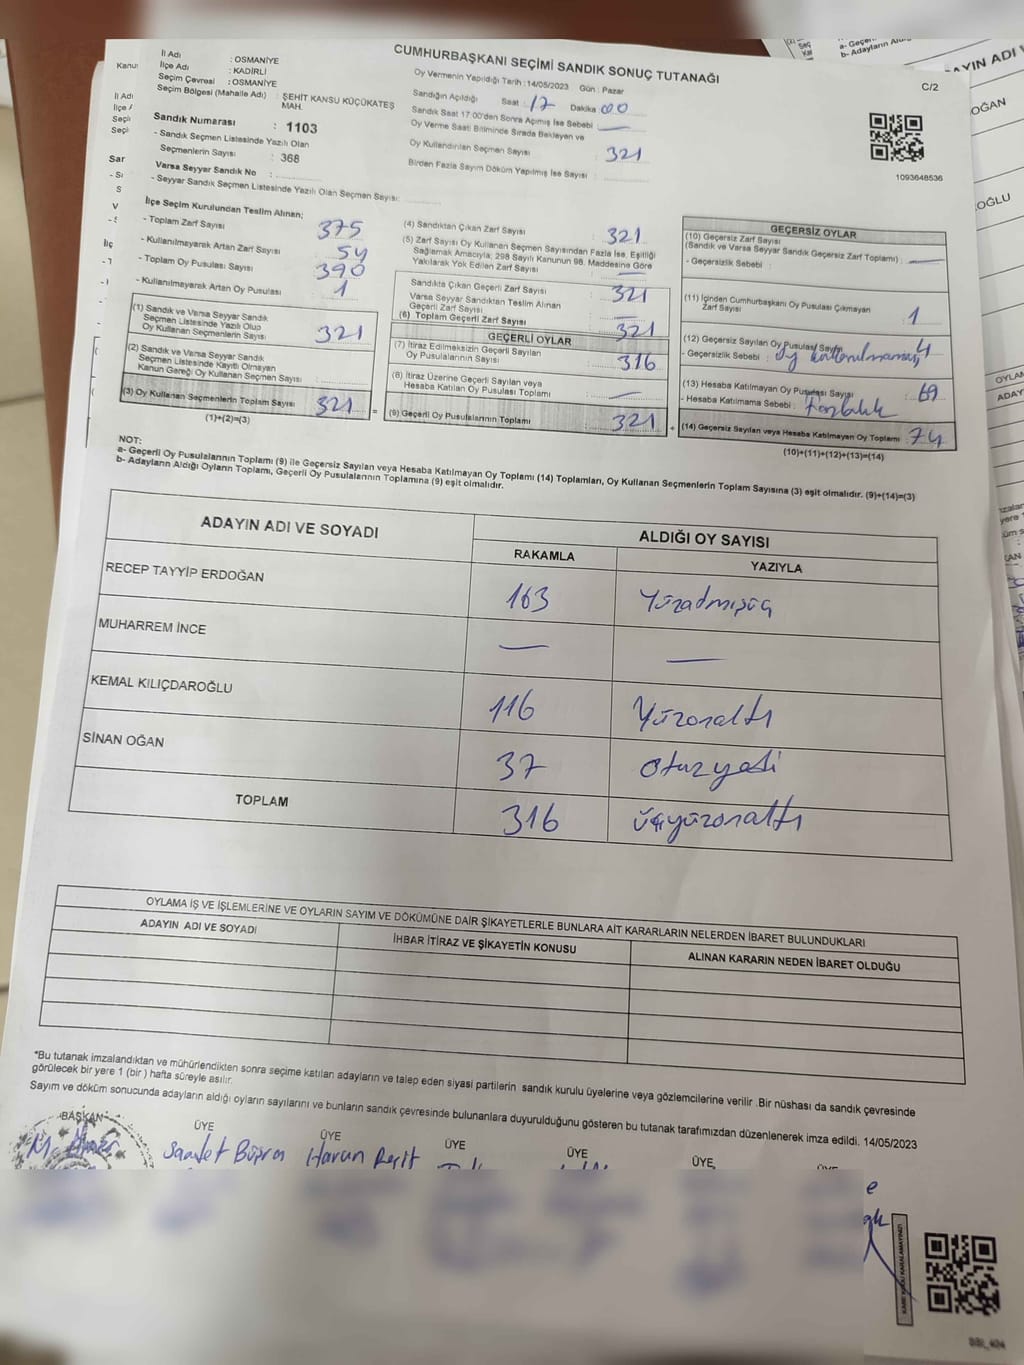 CUMHURBAŞKANI SEÇİMİ SANDIK SONUÇ TUTANAĞI
C/2
İl Adı : OSMANİYE
İlçe Adı : KADİRLİ
Seçim Çevresi : OSMANİYE
Seçim Bölgesi (Mahalle Adı) : ŞEHİT KANSU KÜÇÜKATEŞ
MAH.
Sandık Numarası : 1103
- Sandık Seçmen Listesinde Yazılı Olan
Seçmenlerin Sayısı : 368
Varsa Seyyar Sandık No :
- Seyyar Sandık Seçmen Listesinde Yazılı Olan Seçmen Sayısı:
Oy Vermenin Yapıldığı Tarih : 14/05/2023 Gün : Pazar
Sandığın Açıldığı Saat : 17 Dakika : 00
Sandık Saat 17.00'den Sonra Açılmış İse Sebebi : —
Oy Verme Saati Bitiminde Sırada Bekleyen ve
Oy Kullandırılan Seçmen Sayısı : 321
Birden Fazla Sayım Döküm Yapılmış İse Sayısı :
1093648536
İlçe Seçim Kurulundan Teslim Alınan;
- Toplam Zarf Sayısı : 375
- Kullanılmayarak Artan Zarf Sayısı : 54
- Toplam Oy Pusulası Sayısı : 390
- Kullanılmayarak Artan Oy Pusulası : 1
(1) Sandık ve Varsa Seyyar Sandık
Seçmen Listesinde Yazılı Olup
Oy Kullanan Seçmenlerin Sayısı : 321
(2) Sandık ve Varsa Seyyar Sandık
Seçmen Listesinde Kayıtlı Olmayan
Kanun Gereği Oy Kullanan Seçmen Sayısı :
(3) Oy Kullanan Seçmenlerin Toplam Sayısı : 321
(1)+(2)=(3)
(4) Sandıktan Çıkan Zarf Sayısı : 321
(5) Zarf Sayısı Oy Kullanan Seçmen Sayısından Fazla İse, Eşitliği
Sağlamak Amacıyla; 298 Sayılı Kanunun 98. Maddesine Göre
Yakılarak Yok Edilen Zarf Sayısı : —
Sandıkta Çıkan Geçerli Zarf Sayısı : 321
Varsa Seyyar Sandıktan Teslim Alınan
Geçerli Zarf Sayısı : —
(6) Toplam Geçerli Zarf Sayısı : 321
GEÇERLİ OYLAR
(7) İtiraz Edilmeksizin Geçerli Sayılan
Oy Pusulalarının Sayısı : 316
(8) İtiraz Üzerine Geçerli Sayılan veya
Hesaba Katılan Oy Pusulası Toplamı : —
(9) Geçerli Oy Pusulalarının Toplamı : 321
GEÇERSİZ OYLAR
(10) Geçersiz Zarf Sayısı
(Sandık ve Varsa Seyyar Sandık Geçersiz Zarf Toplamı) : —
- Geçersizlik Sebebi :
(11) İçinden Cumhurbaşkanı Oy Pusulası Çıkmayan
Zarf Sayısı : 1
(12) Geçersiz Sayılan Oy Pusulası Sayısı : 4
- Geçersizlik Sebebi : oy kullanılmamış
(13) Hesaba Katılmayan Oy Pusulası Sayısı : 69
- Hesaba Katılmama Sebebi : Fazlalık
(14) Geçersiz Sayılan veya Hesaba Katılmayan Oy Toplamı : 74
(10)+(11)+(12)+(13)=(14)
NOT:
a- Geçerli Oy Pusulalarının Toplamı (9) ile Geçersiz Sayılan veya Hesaba Katılmayan Oy Toplamı (14) Toplamları, Oy Kullanan Seçmenlerin Toplam Sayısına (3) eşit olmalıdır. (9)+(14)=(3)
b- Adayların Aldığı Oyların Toplamı, Geçerli Oy Pusulalarının Toplamına (9) eşit olmalıdır.
ADAYIN ADI VE SOYADI
ALDIĞI OY SAYISI
RAKAMLA YAZIYLA
RECEP TAYYİP ERDOĞAN 163 Yüzadmışüç
MUHARREM İNCE — —
KEMAL KILIÇDAROĞLU 116 Yüzonaltı
SİNAN OĞAN 37 otuzyedi
TOPLAM 316 üçyüzonaltı
OYLAMA İŞ VE İŞLEMLERİNE VE OYLARIN SAYIM VE DÖKÜMÜNE DAİR ŞİKAYETLERLE BUNLARA AİT KARARLARIN NELERDEN İBARET BULUNDUKLARI
ADAYIN ADI VE SOYADI
İHBAR İTİRAZ VE ŞİKAYETİN KONUSU
ALINAN KARARIN NEDEN İBARET OLDUĞU
*Bu tutanak imzalandıktan ve mühürlendikten sonra seçime katılan adayların ve talep eden siyasi partilerin sandık kurulu üyelerine veya gözlemcilerine verilir .Bir nüshası da sandık çevresinde
görülecek bir yere 1 (bir ) hafta süreyle asılır.
Sayım ve döküm sonucunda adayların aldığı oyların sayılarını ve bunların sandık çevresinde bulunanlara duyurulduğunu gösteren bu tutanak tarafımızdan düzenlenerek imza edildi. 14/05/2023
BAŞKAN ÜYE ÜYE ÜYE ÜYE ÜYE
Harun Reşit